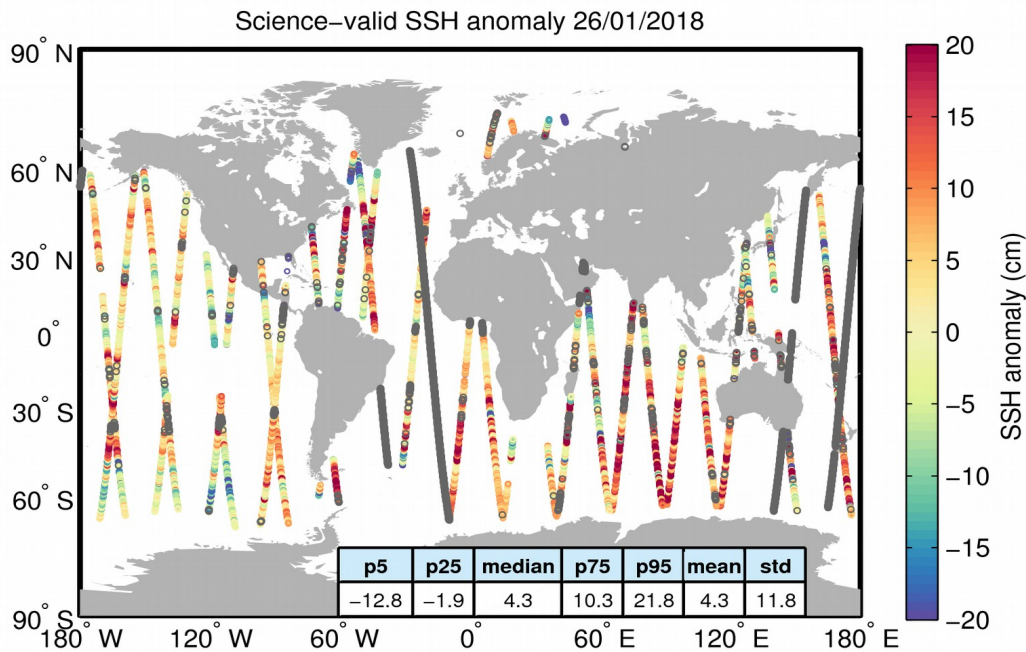 Science−valid SSH anomaly 26/01/2018
90° N
60° N
30° N
0°
30° S
60° S
90° S
180° W
120° W
60° W
0°
60° E
120° E
180° E
p5 p25 median p75 p95 mean std
−12.8 −1.9 4.3 10.3 21.8 4.3 11.8
20
15
10
5
0
−5
−10
−15
−20
SSH anomaly (cm)